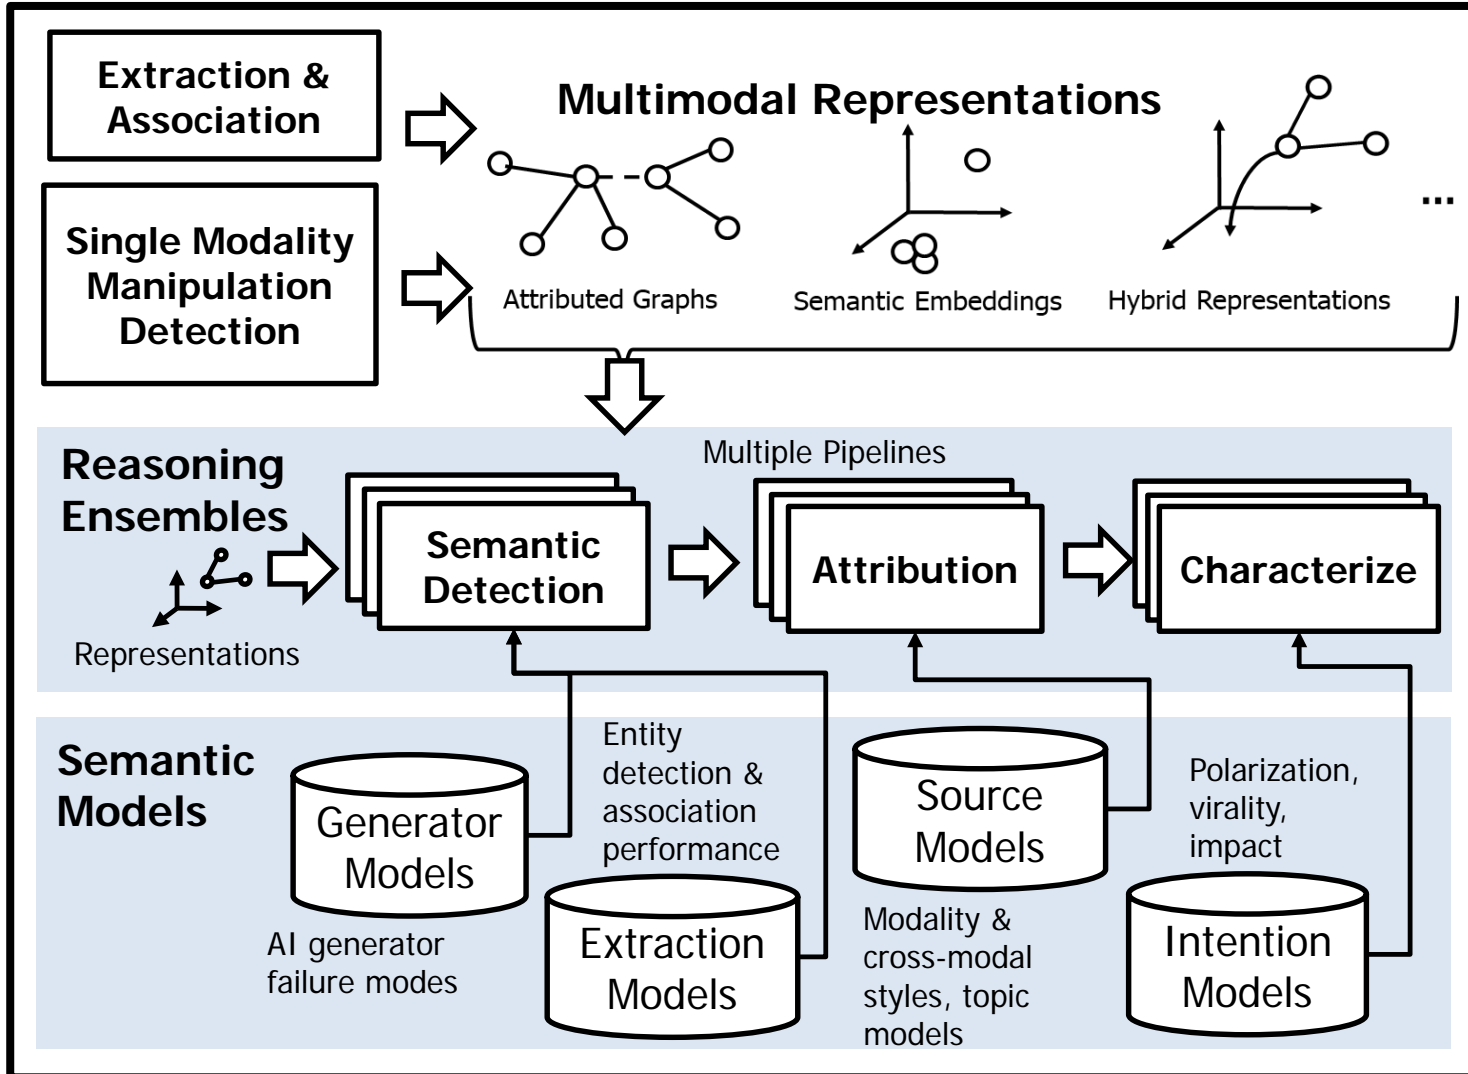 Extraction &
Association
Multimodal Representations
Single Modality
Manipulation
Detection
...
Attributed Graphs
Semantic Embeddings
Hybrid Representations
Reasoning
Ensembles
Multiple Pipelines
Semantic
Detection
Attribution
Characterize
Representations
Semantic
Models
Generator
Models
AI generator
failure modes
Entity
detection &
association
performance
Extraction
Models
Source
Models
Modality &
cross-modal
styles, topic
models
Polarization,
virality,
impact
Intention
Models